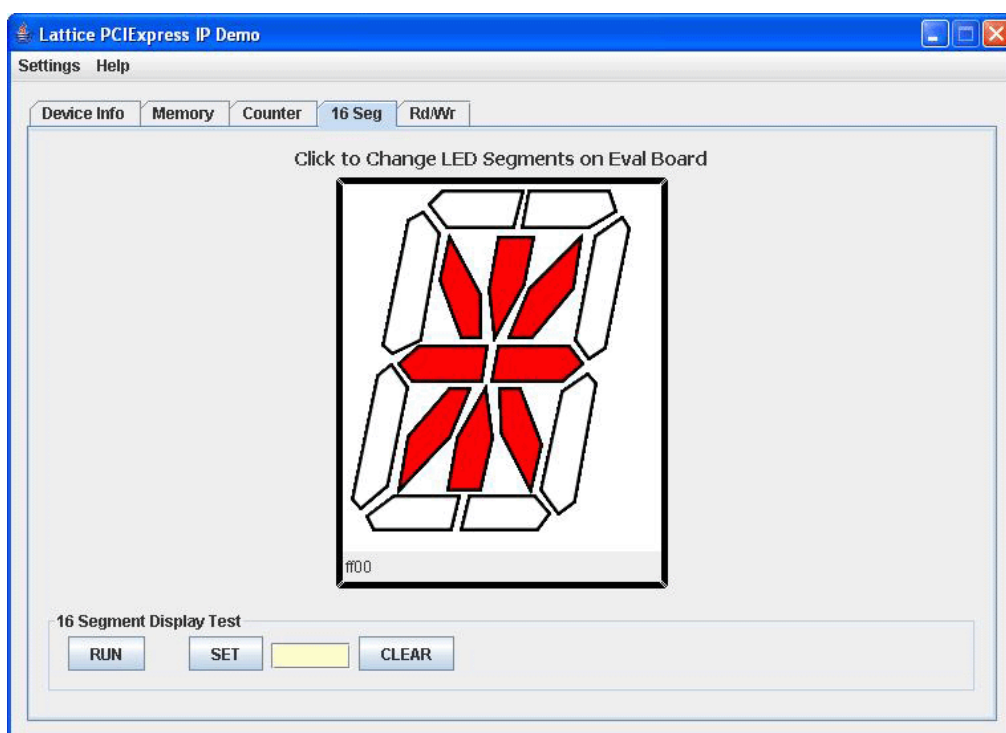 Lattice PCIExpress IP Demo
Settings Help
Device Info Memory Counter 16 Seg Rd/Wr
Click to Change LED Segments on Eval Board
ff00
16 Segment Display Test
RUN SET CLEAR